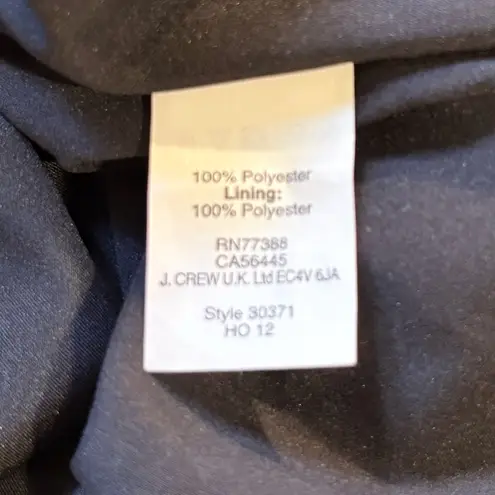 100% Polyester
Lining:
100% Polyester
RN77388
CA56445
J. CREW U.K. Ltd EC4V 6JA
Style 30371
HO 12